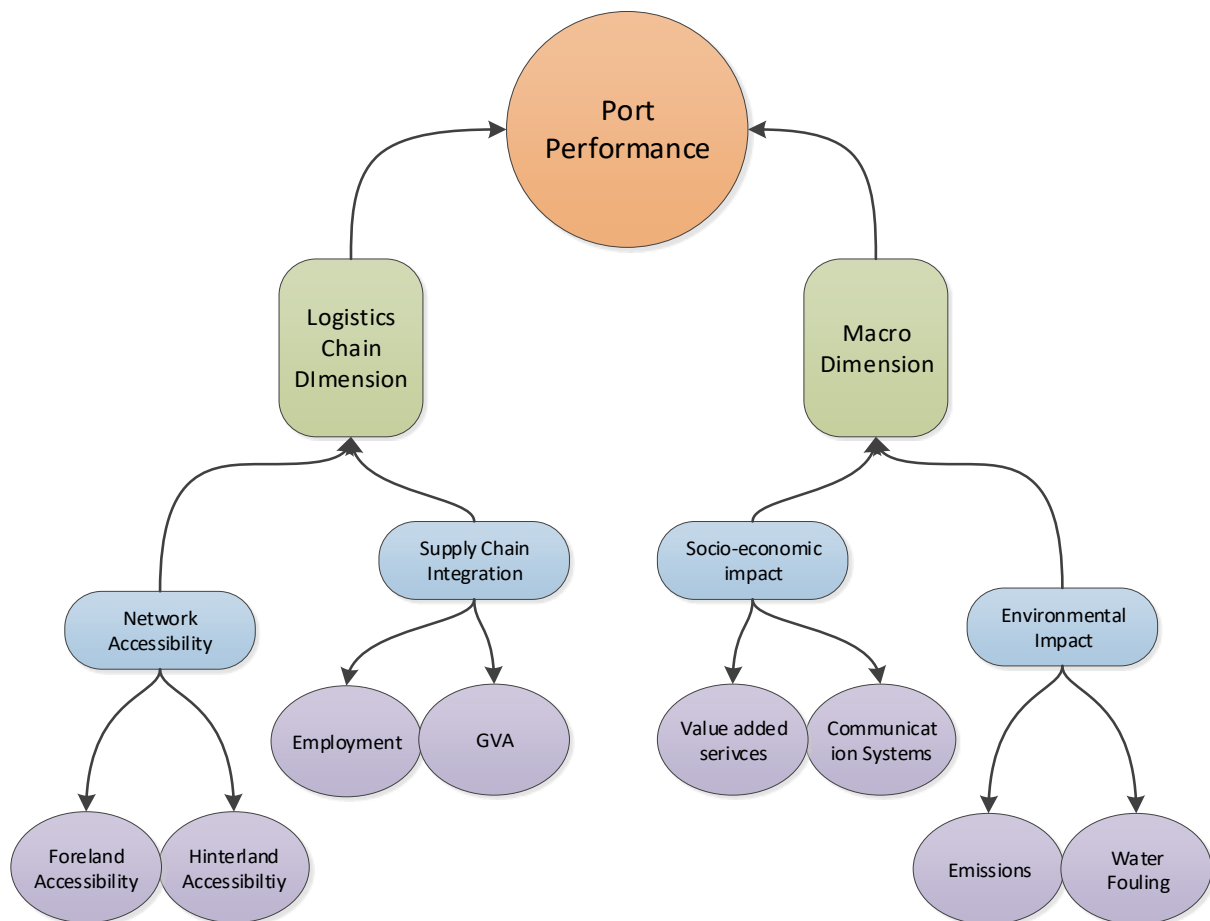 Port
Performance
Logistics
Chain
DImension
Macro
Dimension
Supply Chain
Integration
Socio-economic
impact
Network
Accessibility
Environmental
Impact
Employment
GVA
Value added
serivces
Communicat
ion Systems
Foreland
Accessibility
Hinterland
Accessibiltiy
Emissions
Water
Fouling